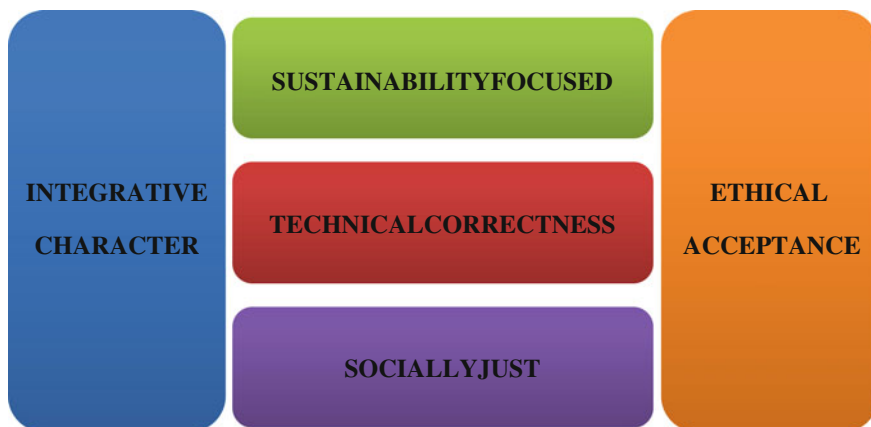 INTEGRATIVE
CHARACTER
SUSTAINABILITYFOCUSED
TECHNICALCORRECTNESS
SOCIALLYJUST
ETHICAL
ACCEPTANCE